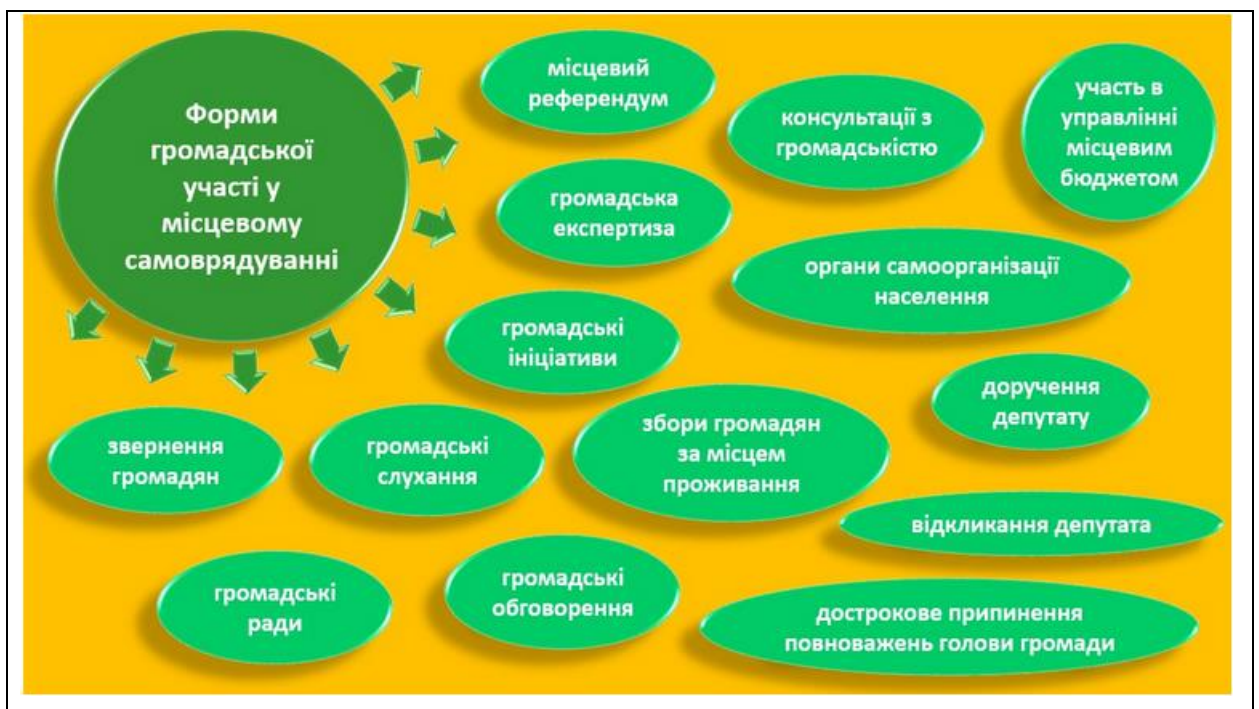 Форми
громадської
участі у
місцевому
самоврядуванні
місцевий
референдум
консультації з
громадськістю
участь в
управлінні
місцевим
бюджетом
громадська
експертиза
органи самоорганізації
населення
громадські
ініціативи
доручення
депутату
звернення
громадян
громадські
слухання
збори громадян
за місцем
проживання
відкликання депутата
громадські
ради
громадські
обговорення
дострокове припинення
повноважень голови громади